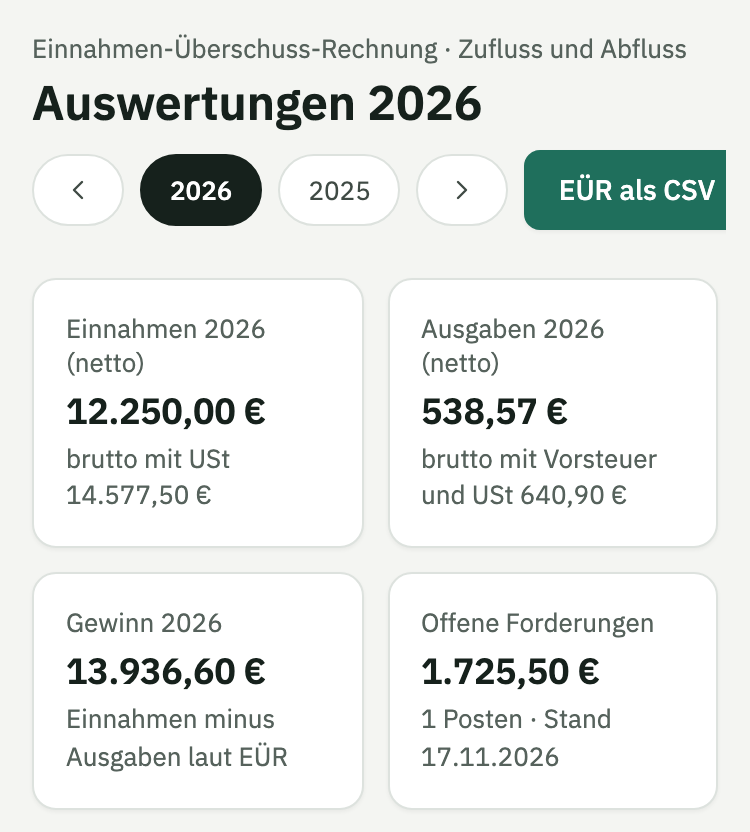 Einnahmen-Überschuss-Rechnung · Zufluss und Abfluss
Auswertungen 2026
2026
2025
EÜR als CSV
Einnahmen 2026
(netto)
12.250,00 €
brutto mit USt
14.577,50 €
Ausgaben 2026
(netto)
538,57 €
brutto mit Vorsteuer
und USt 640,90 €
Gewinn 2026
13.936,60 €
Einnahmen minus
Ausgaben laut EÜR
Offene Forderungen
1.725,50 €
1 Posten · Stand
17.11.2026